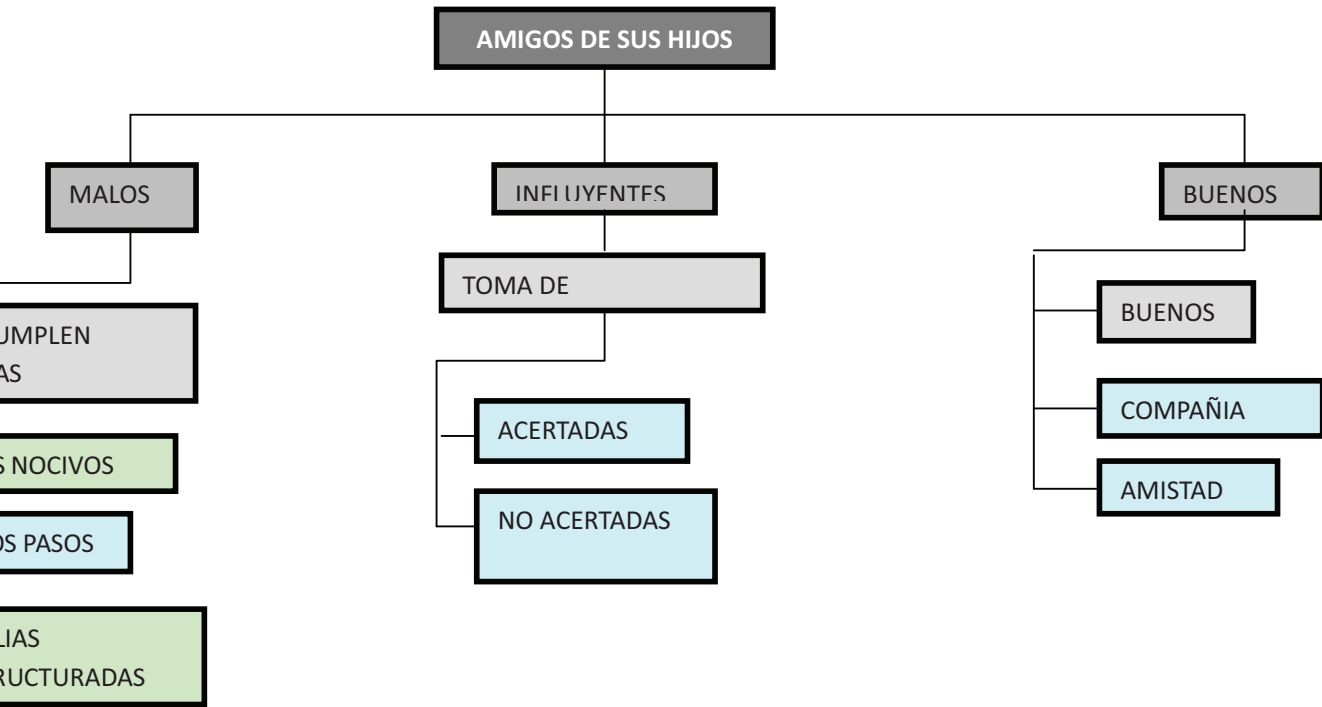 AMIGOS DE SUS HIJOS
MALOS
INFLUYENTES
BUENOS
TOMA DE
UMPLEN
AS
S NOCIVOS
OS PASOS
LIAS
RUCTURADAS
ACERTADAS
NO ACERTADAS
BUENOS
COMPAÑIA
AMISTAD